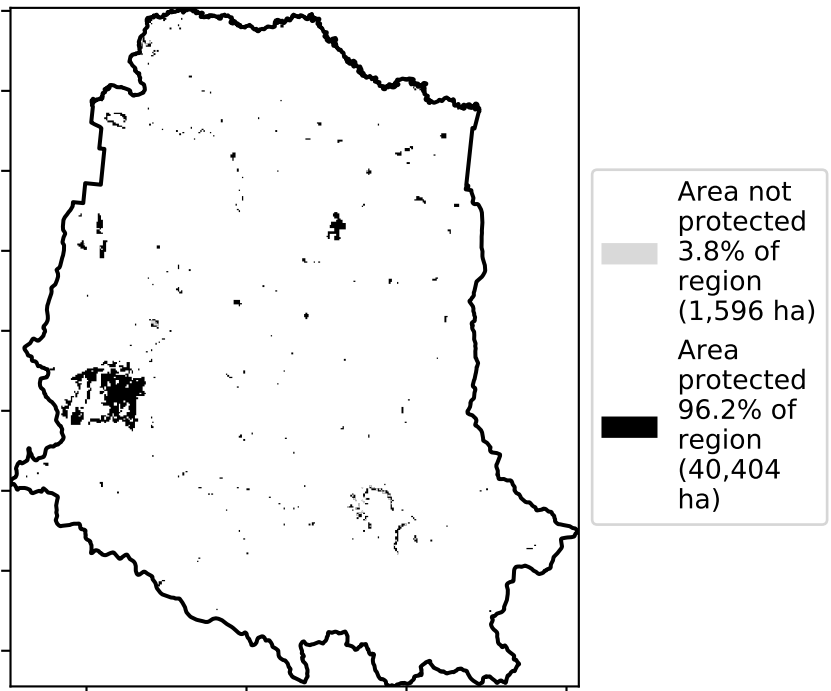 Area not
protected
3.8% of
region
(1,596 ha)
Area
protected
96.2% of
region
(40,404
ha)